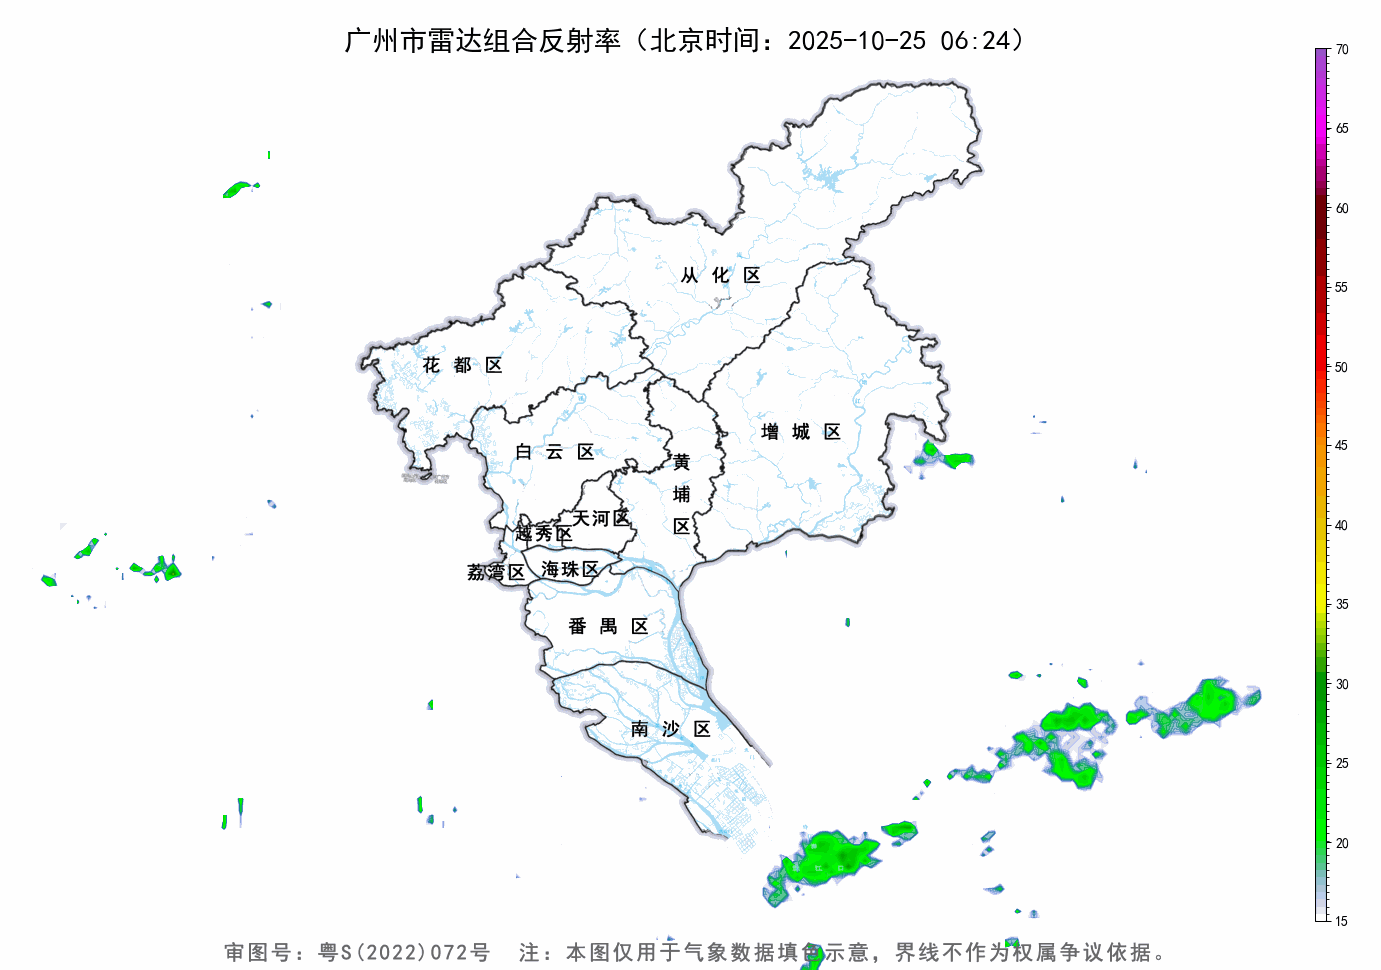 广州市雷达组合反射率（北京时间：2025-10-25 06:24）
70
65
60
55
50
45
40
35
30
25
20
15
从化区
花都区
增城区
白云区
黄埔区
天河区
越秀区
荔湾区
海珠区
番禺区
南沙区
审图号：粤S(2022)072号 注：本图仅用于气象数据填色示意，界线不作为权属争议依据。